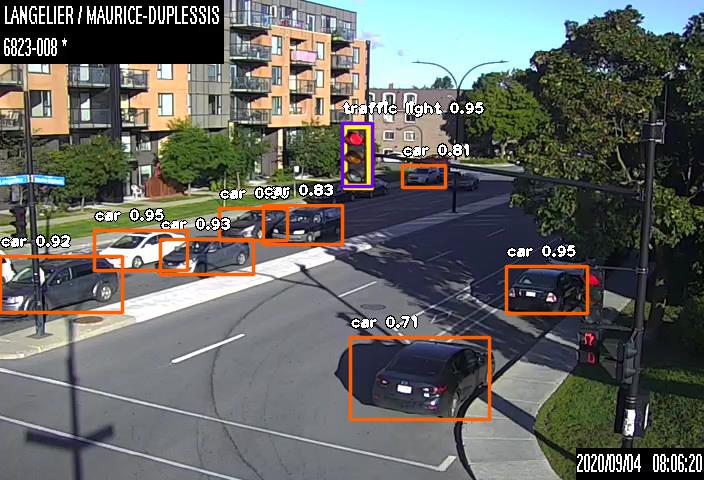 LANGELIER / MAURICE-DUPLESSIS
6823-008 *
traffic light 0.95
car 0.81
car 0.83
car 0.95
car 0.93
car 0.92
car 0.95
car 0.71
2020/09/04 08:06:20